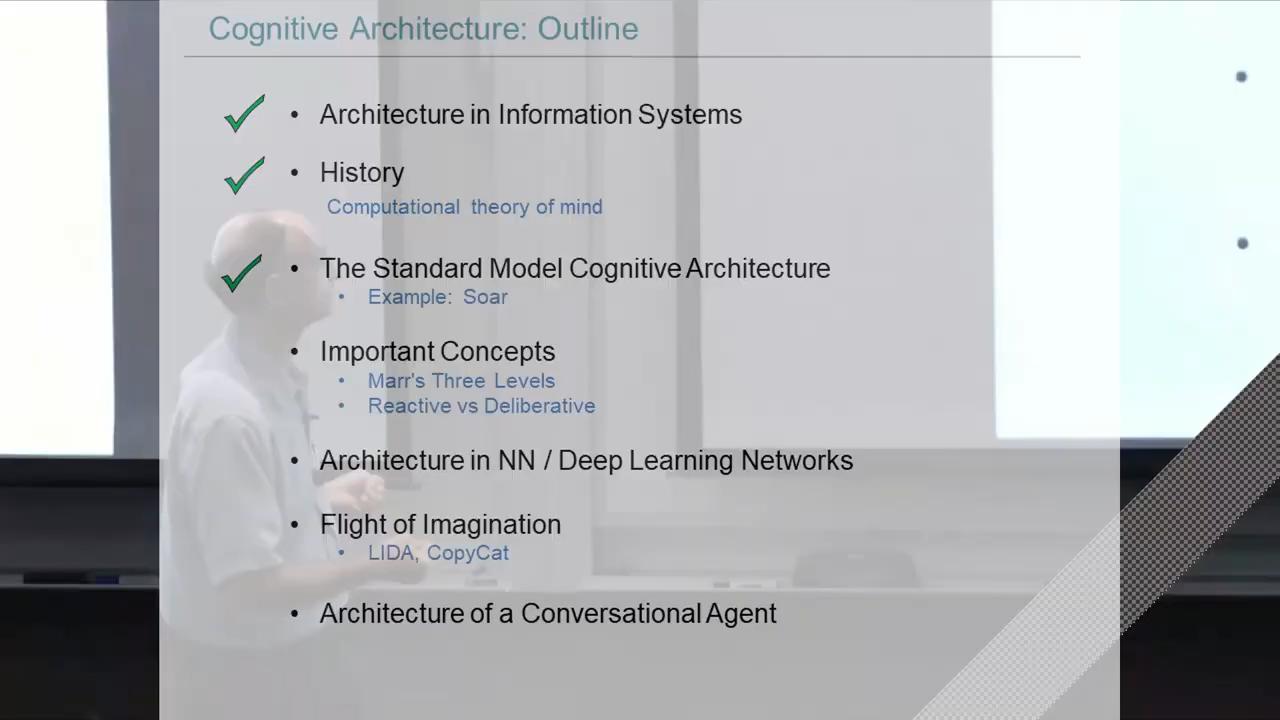 Cognitive Architecture: Outline
• Architecture in Information Systems
• History
Computational theory of mind
• The Standard Model Cognitive Architecture
• Example: Soar
• Important Concepts
• Marr's Three Levels
• Reactive vs Deliberative
• Architecture in NN / Deep Learning Networks
• Flight of Imagination
• LIDA, CopyCat
• Architecture of a Conversational Agent